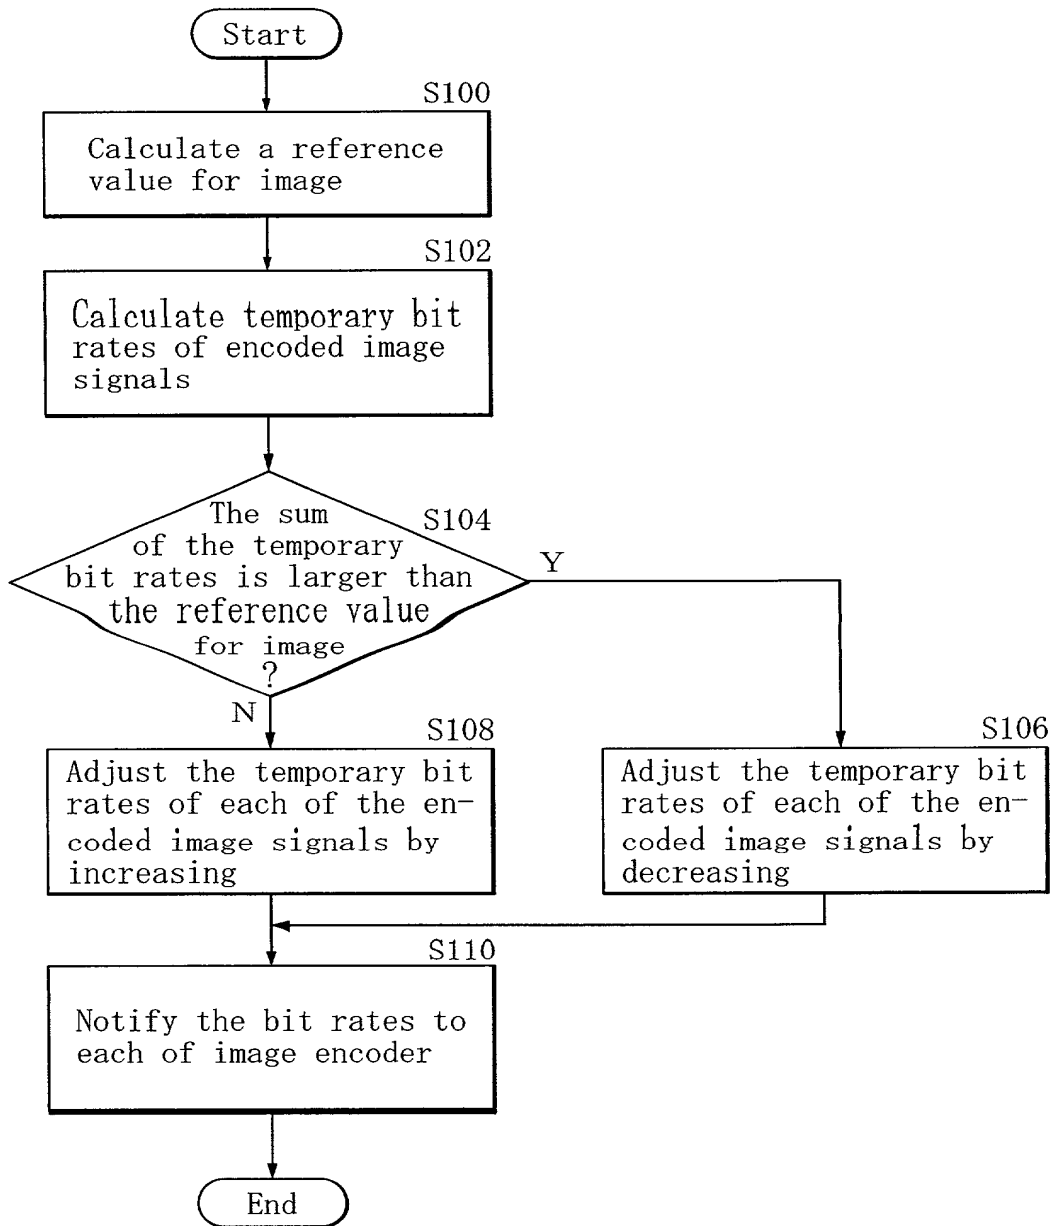 Start
S100
Calculate a reference
value for image
S102
Calculate temporary bit
rates of encoded image
signals
S104
The sum
of the temporary
bit rates is larger than
the reference value
for image
?
Y
N
S108
Adjust the temporary bit
rates of each of the en-
coded image signals by
increasing
S106
Adjust the temporary bit
rates of each of the en-
coded image signals by
decreasing
S110
Notify the bit rates to
each of image encoder
End